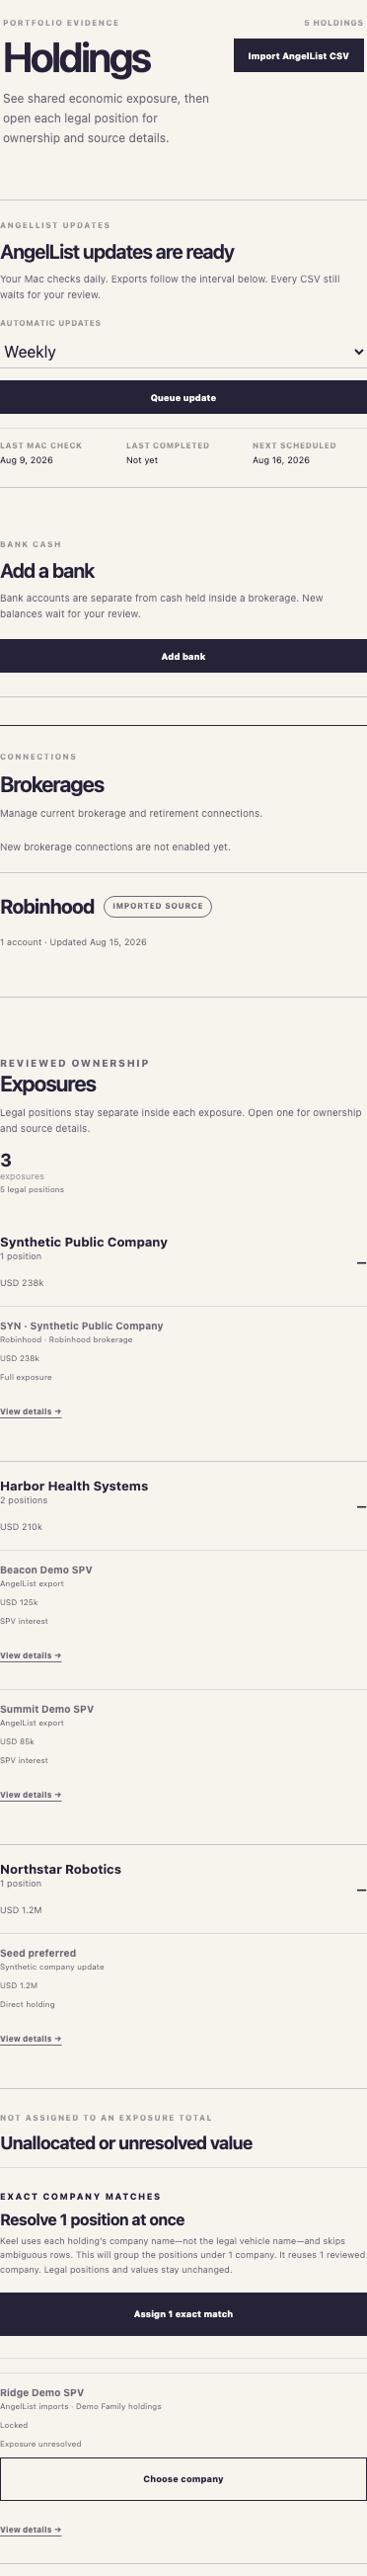 PORTFOLIO EVIDENCE
5 HOLDINGS
Holdings
Import AngelList CSV
See shared economic exposure, then
open each legal position for
ownership and source details.
ANGELLIST UPDATES
AngelList updates are ready
Your Mac checks daily. Exports follow the interval below. Every CSV still
waits for your review.
AUTOMATIC UPDATES
Weekly
Queue update
LAST MAC CHECK
LAST COMPLETED
NEXT SCHEDULED
Aug 9, 2026
Not yet
Aug 16, 2026
BANK CASH
Add a bank
Bank accounts are separate from cash held inside a brokerage. New
balances wait for your review.
Add bank
CONNECTIONS
Brokerages
Manage current brokerage and retirement connections.
New brokerage connections are not enabled yet.
Robinhood
IMPORTED SOURCE
1 account · Updated Aug 15, 2026
REVIEWED OWNERSHIP
Exposures
Legal positions stay separate inside each exposure. Open one for ownership
and source details.
3
exposures
5 legal positions
Synthetic Public Company
1 position
—
USD 238k
SYN · Synthetic Public Company
Robinhood · Robinhood brokerage
USD 238k
Full exposure
View details →
Harbor Health Systems
2 positions
—
USD 210k
Beacon Demo SPV
AngelList export
USD 125k
SPV interest
View details →
Summit Demo SPV
AngelList export
USD 85k
SPV interest
View details →
Northstar Robotics
1 position
—
USD 1.2M
Seed preferred
Synthetic company update
USD 1.2M
Direct holding
View details →
NOT ASSIGNED TO AN EXPOSURE TOTAL
Unallocated or unresolved value
EXACT COMPANY MATCHES
Resolve 1 position at once
Keel uses each holding's company name—not the legal vehicle name—and skips
ambiguous rows. This will group the positions under 1 company. It reuses 1 reviewed
company. Legal positions and values stay unchanged.
Assign 1 exact match
Ridge Demo SPV
AngelList imports · Demo Family holdings
Locked
Exposure unresolved
Choose company
View details →